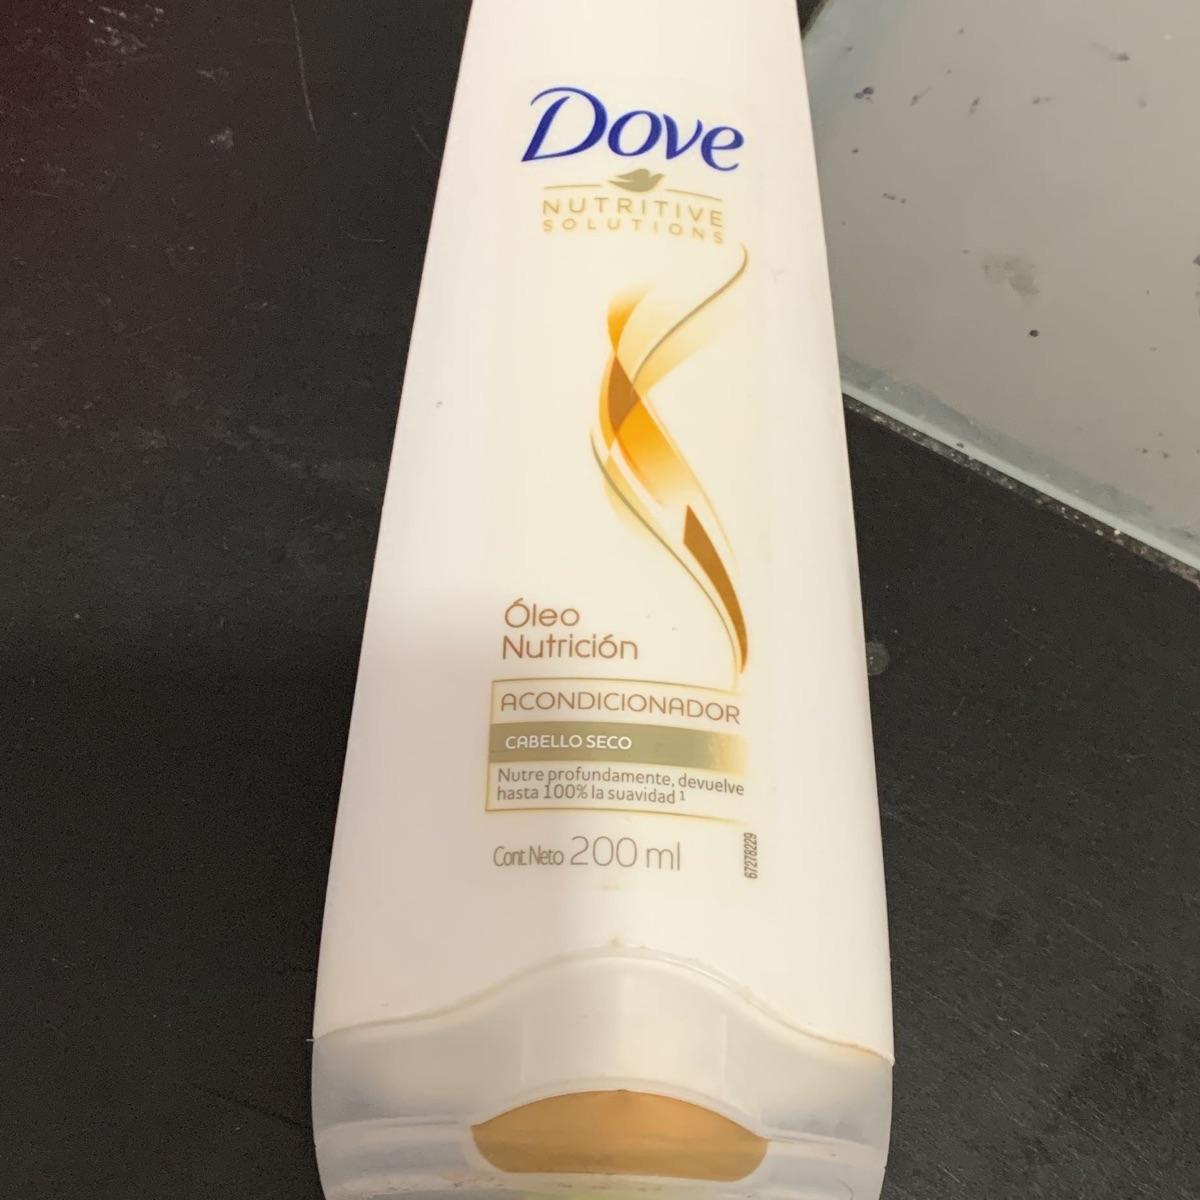 Dove
NUTRITIVE
SOLUTIONS
Óleo
Nutrición
ACONDICIONADOR
CABELLO SECO
Nutre profundamente, devuelve
hasta 100% la suavidad ¹
Cont. Neto 200 ml
67278229